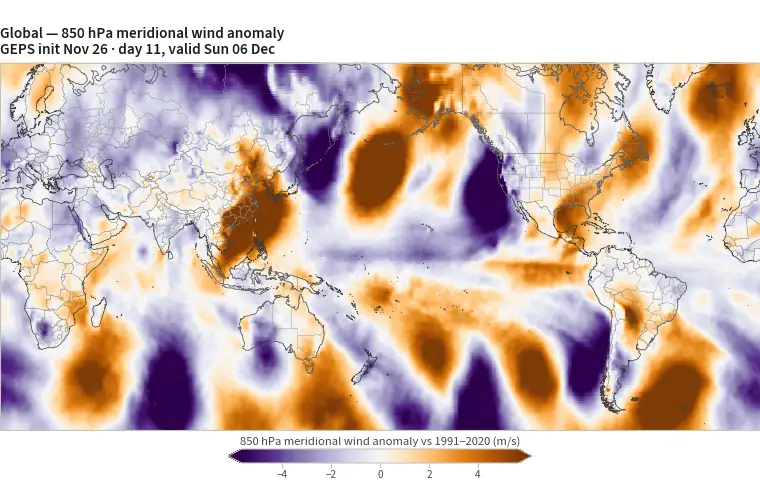 Global — 850 hPa meridional wind anomaly
GEPS init Nov 26 · day 11, valid Sun 06 Dec
850 hPa meridional wind anomaly vs 1991–2020 (m/s)
−4 −2 0 2 4